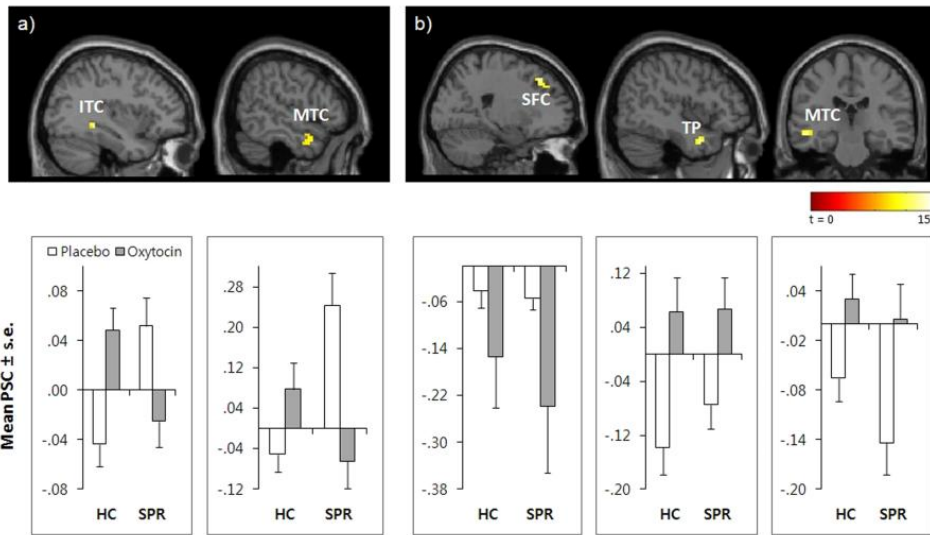 a)
ITC
MTC
b)
SFC
TP
MTC
t = 0
15
Mean PSC ± s.e.
Placebo
Oxytocin
.08
.04
.00
-.04
-.08
HC
SPR
.28
.20
.12
.04
-.04
-.12
HC
SPR
-.06
-.14
-.22
-.30
-.38
HC
SPR
.12
.04
-.04
-.12
-.20
HC
SPR
.04
-.02
-.08
-.14
-.20
HC
SPR